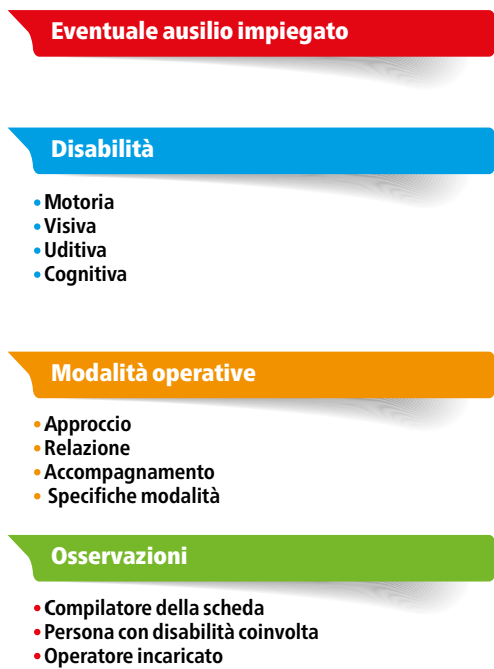 Eventuale ausilio impiegato
Disabilità
• Motoria
• Visiva
• Uditiva
• Cognitiva
Modalità operative
• Approccio
• Relazione
• Accompagnamento
• Specifiche modalità
Osservazioni
• Compilatore della scheda
• Persona con disabilità coinvolta
• Operatore incaricato